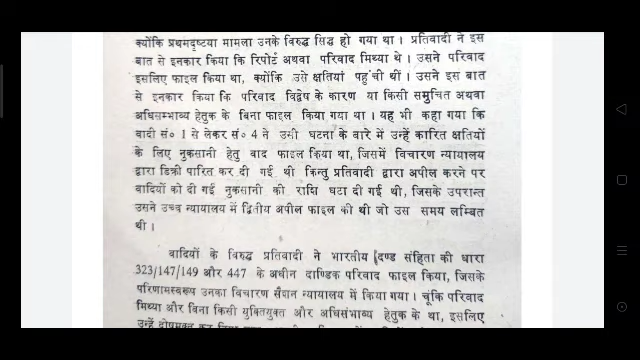 क्योंकि प्रथमदृष्टया मामला उनके विरुद्ध सिद्ध हो गया था । प्रतिवादी ने इस
बात से इनकार किया कि रिपोर्ट अथवा परिवाद मिथ्या थे । उसने परिवाद
इसलिए फाइल किया था, क्योंकि उसे क्षतियां पहुंची थीं । उसने इस बात
से इनकार किया कि परिवाद विद्वेष के कारण या किसी समुचित अथवा
अधिसम्भाव्य हेतुक के बिना फाइल किया गया था । यह भी कहा गया कि
वादी सं० 1 से लेकर सं० 4 ने उसी घटना के बारे में उन्हें कारित क्षतियों
के लिए नुकसानी हेतु वाद फाइल किया था, जिसमें विचारण न्यायालय
द्वारा डिक्री पारित कर दी गई थी किन्तु प्रतिवादी द्वारा अपील करने पर
वादियों को दी गई नुकसानी की राशि घटा दी गई थी, जिसके उपरान्त
उसने उच्च न्यायालय में द्वितीय अपील फाइल की थी जो उस समय लम्बित
थी ।
वादियों के विरुद्ध प्रतिवादी ने भारतीय दण्ड संहिता की धारा
323/147/149 और 447 के अधीन दाण्डिक परिवाद फाइल किया, जिसके
परिणामस्वरूप उनका विचारण सैशन न्यायालय में किया गया । चूंकि परिवाद
मिथ्या और बिना किसी युक्तियुक्त और अधिसंभाव्य हेतुक के था, इसलिए
उन्हें दोषमुक्त कर दिया